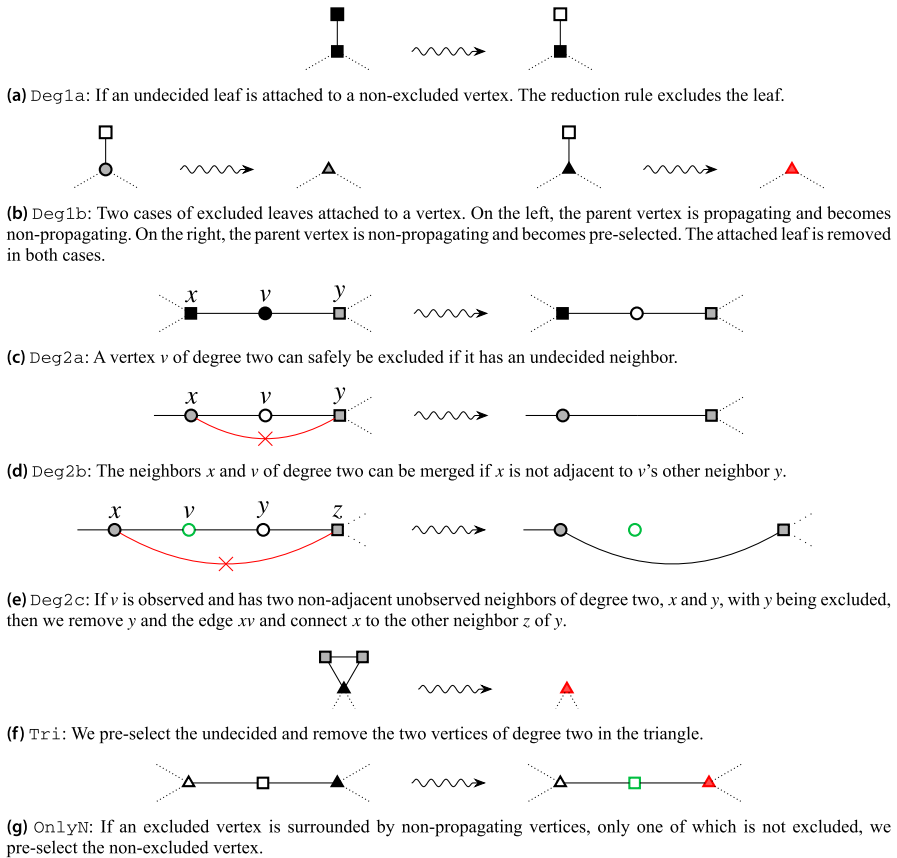 (a) Deg1a: If an undecided leaf is attached to a non-excluded vertex. The reduction rule excludes the leaf.
(b) Deg1b: Two cases of excluded leaves attached to a vertex. On the left, the parent vertex is propagating and becomes
non-propagating. On the right, the parent vertex is non-propagating and becomes pre-selected. The attached leaf is removed
in both cases.
x v y
(c) Deg2a: A vertex v of degree two can safely be excluded if it has an undecided neighbor.
x v y
(d) Deg2b: The neighbors x and v of degree two can be merged if x is not adjacent to v's other neighbor y.
x v y z
(e) Deg2c: If v is observed and has two non-adjacent unobserved neighbors of degree two, x and y, with y being excluded,
then we remove y and the edge xv and connect x to the other neighbor z of y.
(f) Tri: We pre-select the undecided and remove the two vertices of degree two in the triangle.
(g) OnlyN: If an excluded vertex is surrounded by non-propagating vertices, only one of which is not excluded, we
pre-select the non-excluded vertex.